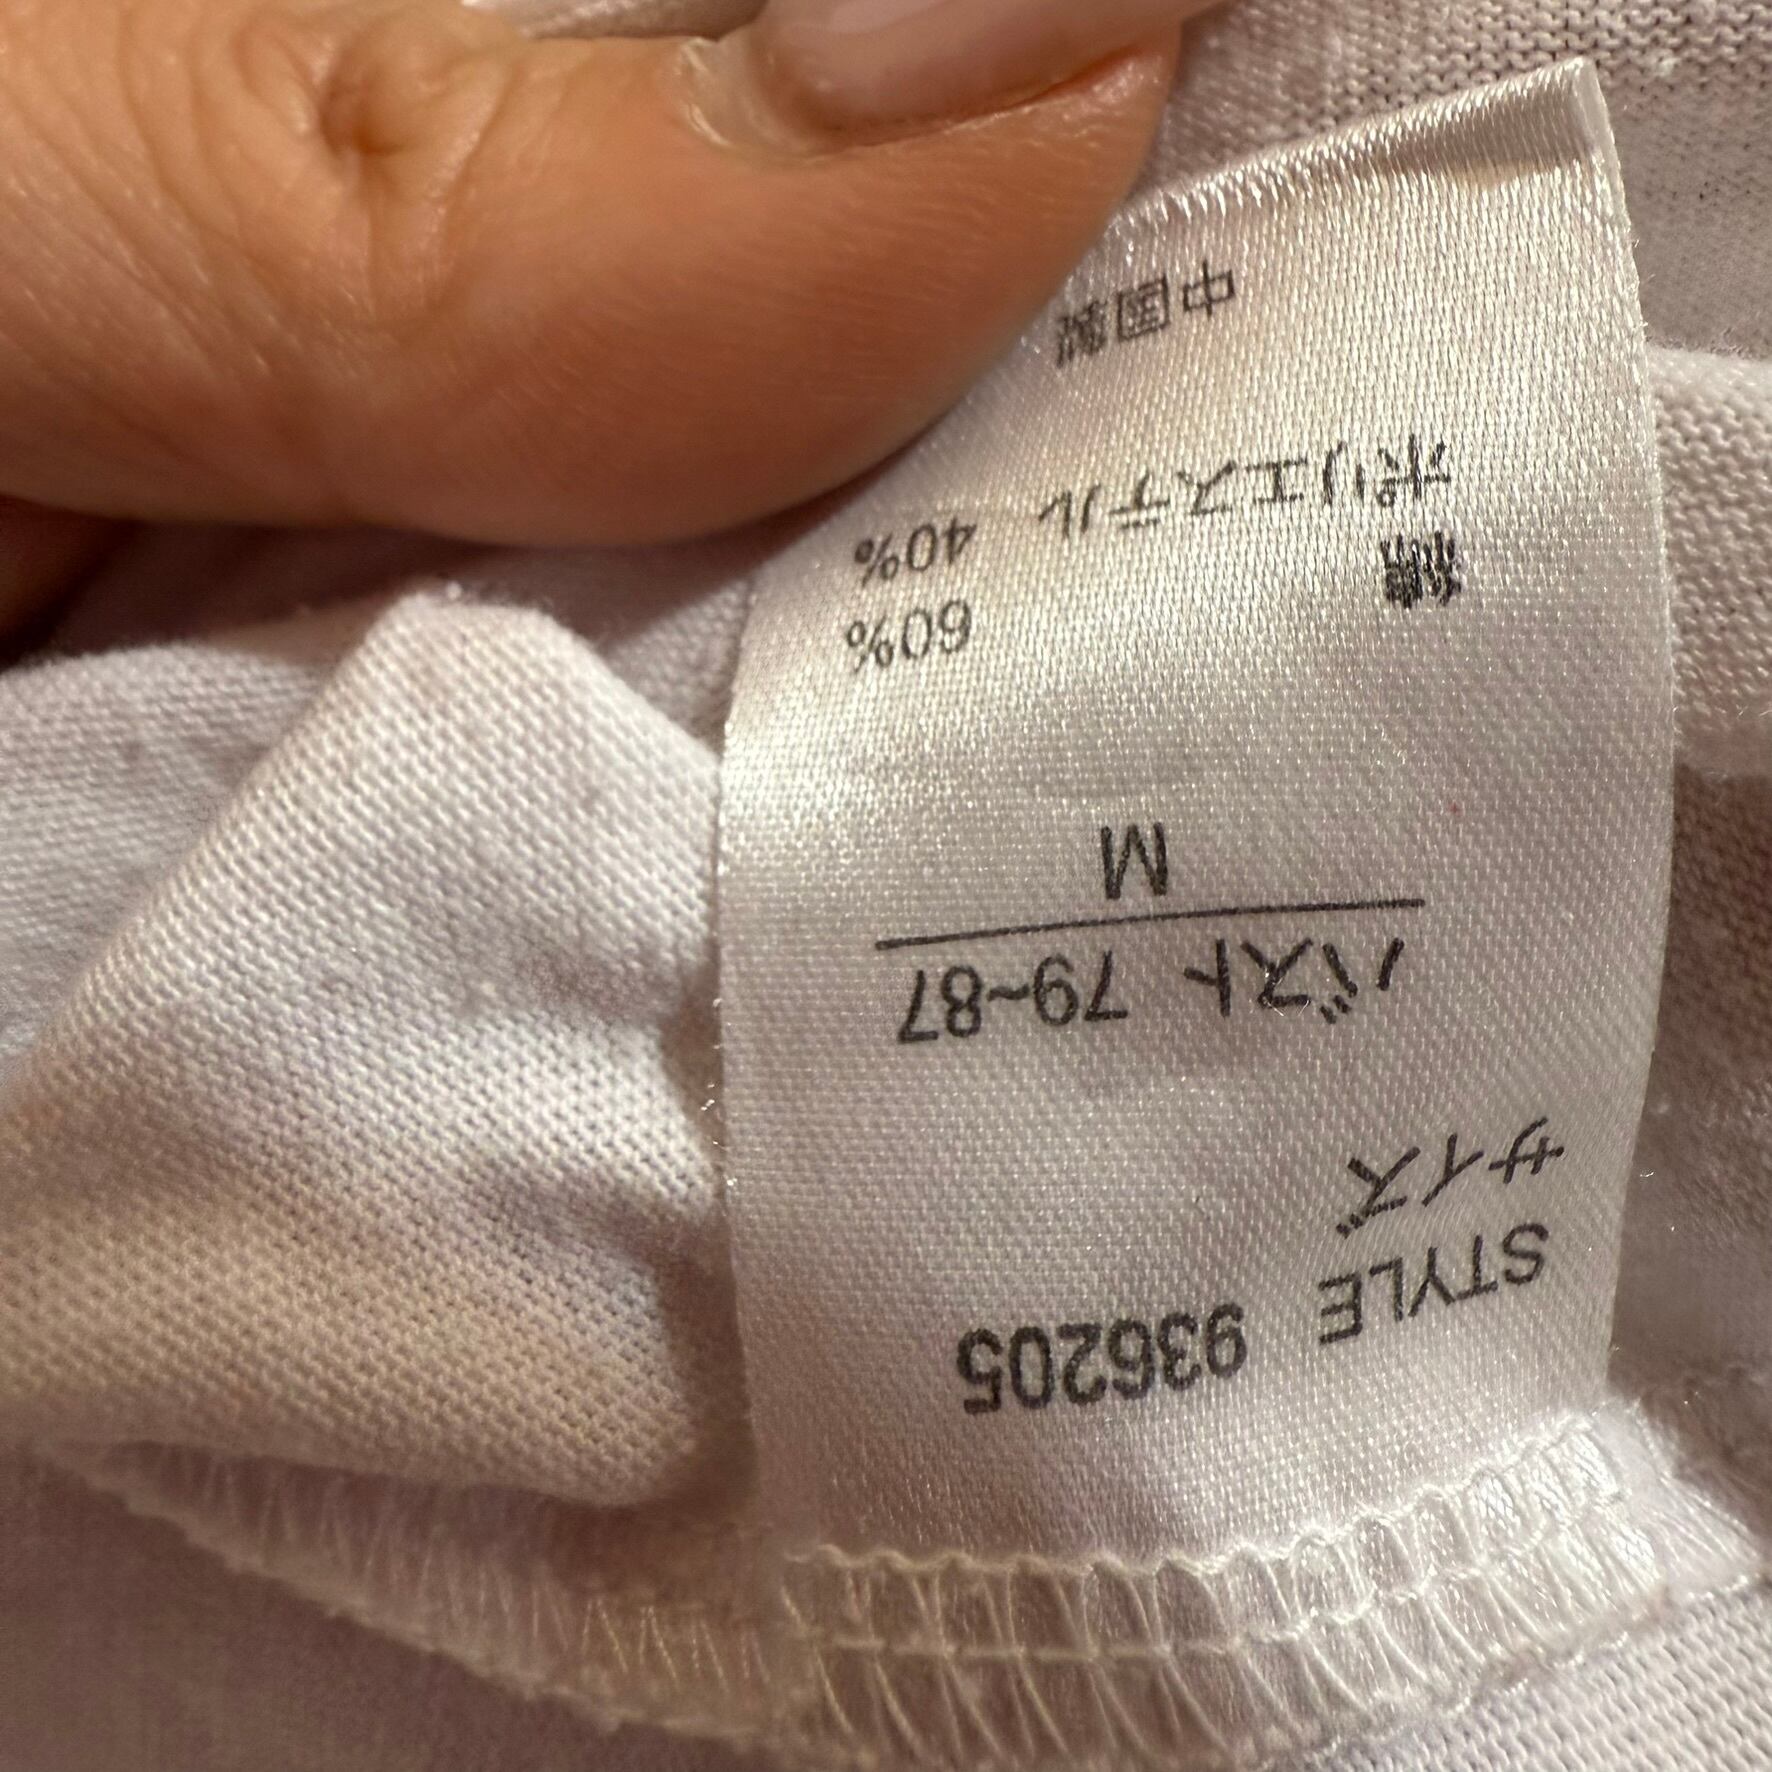 STYLE 936205
サイズ
バスト 79~87
M
綿 60%
ポリエステル 40%
中国製